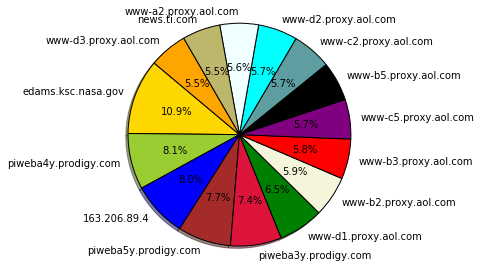 www-a2.proxy.aol.com
news.ti.com
www-d2.proxy.aol.com
www-d3.proxy.aol.com
www-c2.proxy.aol.com
5.6%
5.5%
5.7%
5.5%
5.7%
www-b5.proxy.aol.com
edams.ksc.nasa.gov
10.9%
www-c5.proxy.aol.com
5.7%
piweba4y.prodigy.com
8.1%
5.8%
www-b3.proxy.aol.com
8.0%
5.9%
6.5%
www-b2.proxy.aol.com
7.7%
7.4%
163.206.89.4
www-d1.proxy.aol.com
piweba5y.prodigy.com
piweba3y.prodigy.com